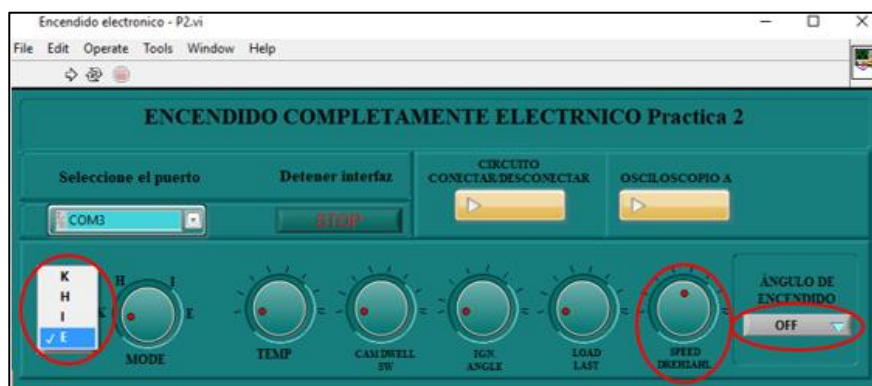 Encendido electronico - P2.vi
File Edit Operate Tools Window Help
ENCENDIDO COMPLETAMENTE ELECTRNICO Practica 2
Seleccione el puerto
Detener interfaz
CIRCUITO
CONECTAR/DESCONECTAR
OSCILOSCOPIO A
COM3
STOP
K
H
I
✓ E
K
H
I
E
MODE
TEMP
CAM DWELL
SW
IGN.
ANGLE
LOAD
LAST
SPEED
DREHZAHL
ÁNGULO DE
ENCENDIDO
OFF